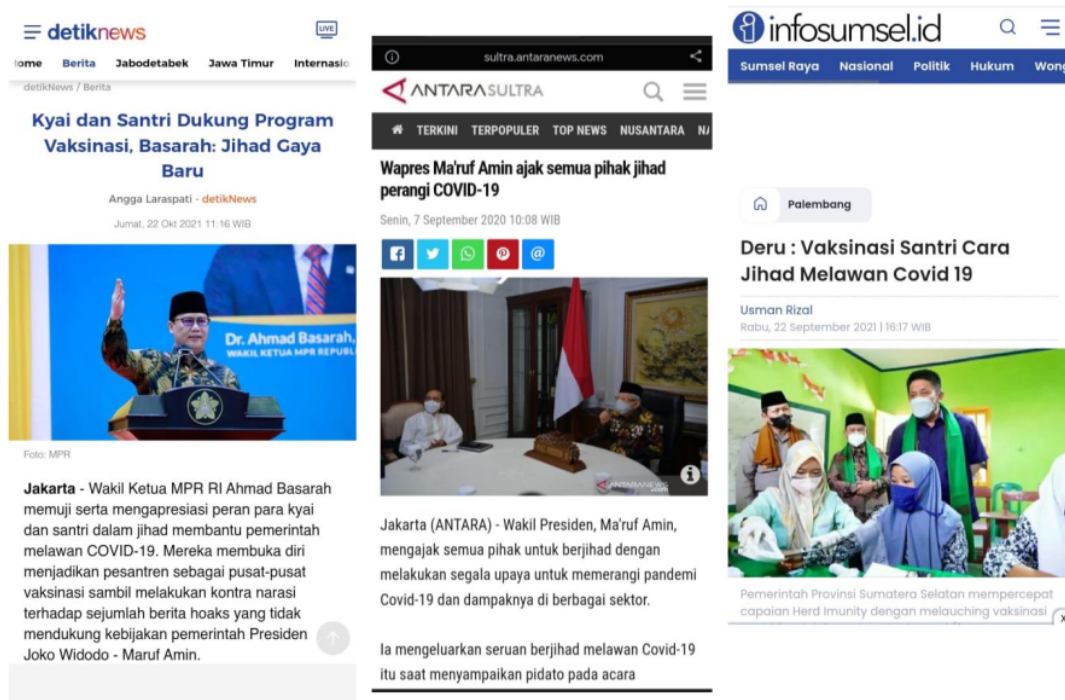 detiknews
LIVE
Home Berita Jabodetabek Jawa Timur Internasio
detikNews / Berita
Kyai dan Santri Dukung Program
Vaksinasi, Basarah: Jihad Gaya
Baru
Angga Laraspati - detikNews
Jumat, 22 Okt 2021 11:16 WIB
Dr. Ahmad Basarah,
WAKIL KETUA MPR REPUBL
Foto: MPR
Jakarta - Wakil Ketua MPR RI Ahmad Basarah
memuji serta mengapresiasi peran para kyai
dan santri dalam jihad membantu pemerintah
melawan COVID-19. Mereka membuka diri
menjadikan pesantren sebagai pusat-pusat
vaksinasi sambil melakukan kontra narasi
terhadap sejumlah berita hoaks yang tidak
mendukung kebijakan pemerintah Presiden
Joko Widodo - Maruf Amin.
sultra.antaranews.com
ANTARA SULTRA
TERKINI TERPOPULER TOP NEWS NUSANTARA NA
Wapres Ma'ruf Amin ajak semua pihak jihad
perangi COVID-19
Senin, 7 September 2020 10:08 WIB
ANTARANEWS
.com
Jakarta (ANTARA) - Wakil Presiden, Ma'ruf Amin,
mengajak semua pihak untuk berjihad dengan
melakukan segala upaya untuk memerangi pandemi
Covid-19 dan dampaknya di berbagai sektor.
Ia mengeluarkan seruan berjihad melawan Covid-19
itu saat menyampaikan pidato pada acara
infosumsel.id
Sumsel Raya Nasional Politik Hukum Wong
Palembang
Deru : Vaksinasi Santri Cara
Jihad Melawan Covid 19
Usman Rizal
Rabu, 22 September 2021 | 16:17 WIB
Pemerintah Provinsi Sumatera Selatan mempercepat
capaian Herd Imunity dengan melauching vaksinasi
x